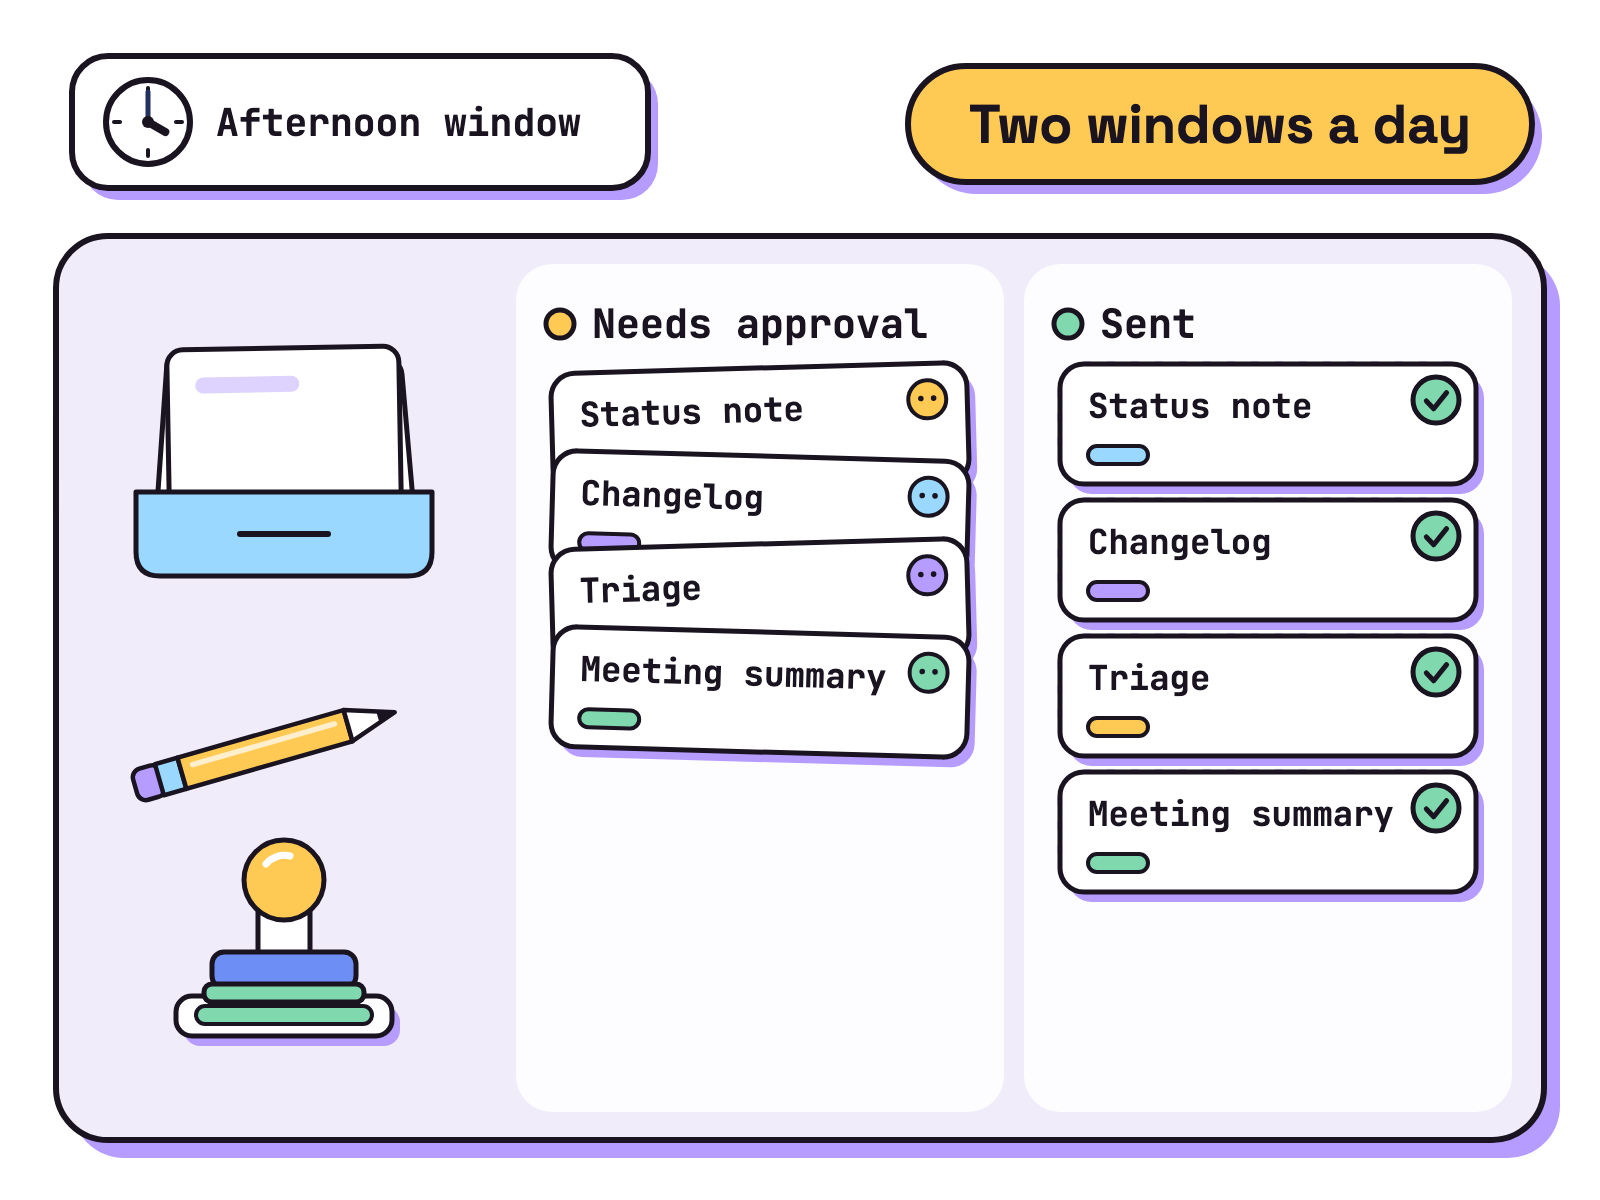 Afternoon window
Two windows a day
Needs approval
Status note
Changelog
Triage
Meeting summary
Sent
Status note
Changelog
Triage
Meeting summary